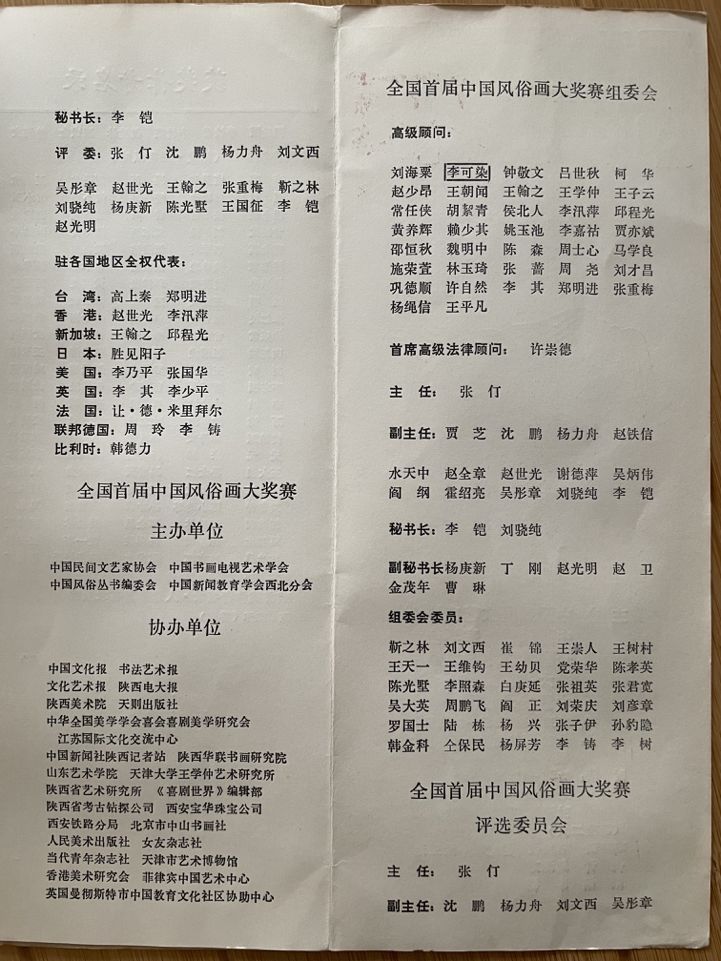 秘书长：李 铠
评 委：张 仃 沈 鹏 杨力舟 刘文西
吴彤章 赵世光 王翰之 张重梅 靳之林
刘骁纯 杨庚新 陈光墅 王国征 李 铠
赵光明
驻各国地区全权代表：
台 湾：高上秦 郑明进
香 港：赵世光 李汛萍
新加坡：王翰之 邱程光
日 本：胜见阳子
美 国：李乃平 张国华
英 国：李 其 李少平
法 国：让·德·米里拜尔
联邦德国：周 玲 李 铸
比利时：韩德力
全国首届中国风俗画大奖赛
主办单位
中国民间文艺家协会 中国书画电视艺术学会
中国风俗丛书编委会 中国新闻教育学会西北分会
协办单位
中国文化报 书法艺术报
文化艺术报 陕西电大报
陕西美术院 天则出版社
中华全国美学学会喜会喜剧美学研究会
江苏国际文化交流中心
中国新闻社陕西记者站 陕西华联书画研究院
山东艺术学院 天津大学王学仲艺术研究所
陕西省艺术研究所 《喜剧世界》编辑部
陕西省考古钻探公司 西安宝华珠宝公司
西安铁路分局 北京市中山书画社
人民美术出版社 女友杂志社
当代青年杂志社 天津市艺术博物馆
香港美术研究会 菲律宾中国艺术中心
英国曼彻斯特市中国教育文化社区协助中心
全国首届中国风俗画大奖赛组委会
高级顾问：
刘海粟 李可染 钟敬文 吕世秋 柯 华
赵少昂 王朝闻 王翰之 王学仲 王子云
常任侠 胡絜青 侯北人 李汛萍 邱程光
黄养辉 赖少其 姚玉池 李嘉祜 贾亦斌
邵恒秋 魏明中 陈 森 周士心 马学良
施荣萱 林玉琦 张 蔷 周 尧 刘才昌
巩德顺 许自然 李 其 郑明进 张重梅
杨绳信 王平凡
首席高级法律顾问： 许崇德
主 任： 张 仃
副主任：贾 芝 沈 鹏 杨力舟 赵铁信
水天中 赵全章 赵世光 谢德萍 吴炳伟
阎 纲 霍绍亮 吴彤章 刘骁纯 李 铠
秘书长：李 铠 刘骁纯
副秘书长杨庚新 丁 刚 赵光明 赵 卫
金茂年 曹 琳
组委会委员：
靳之林 刘文西 崔 锦 王崇人 王树村
王天一 王维钩 王幼贝 党荣华 陈孝英
陈光墅 李照森 白庚延 张祖英 张君宽
吴大英 周鹏飞 阎 正 刘荣庆 刘彦章
罗国士 陆 栋 杨 兴 张子伊 孙豹隐
韩金科 仝保民 杨屏芳 李 铸 李 树
全国首届中国风俗画大奖赛
评选委员会
主 任： 张 仃
副主任：沈 鹏 杨力舟 刘文西 吴彤章